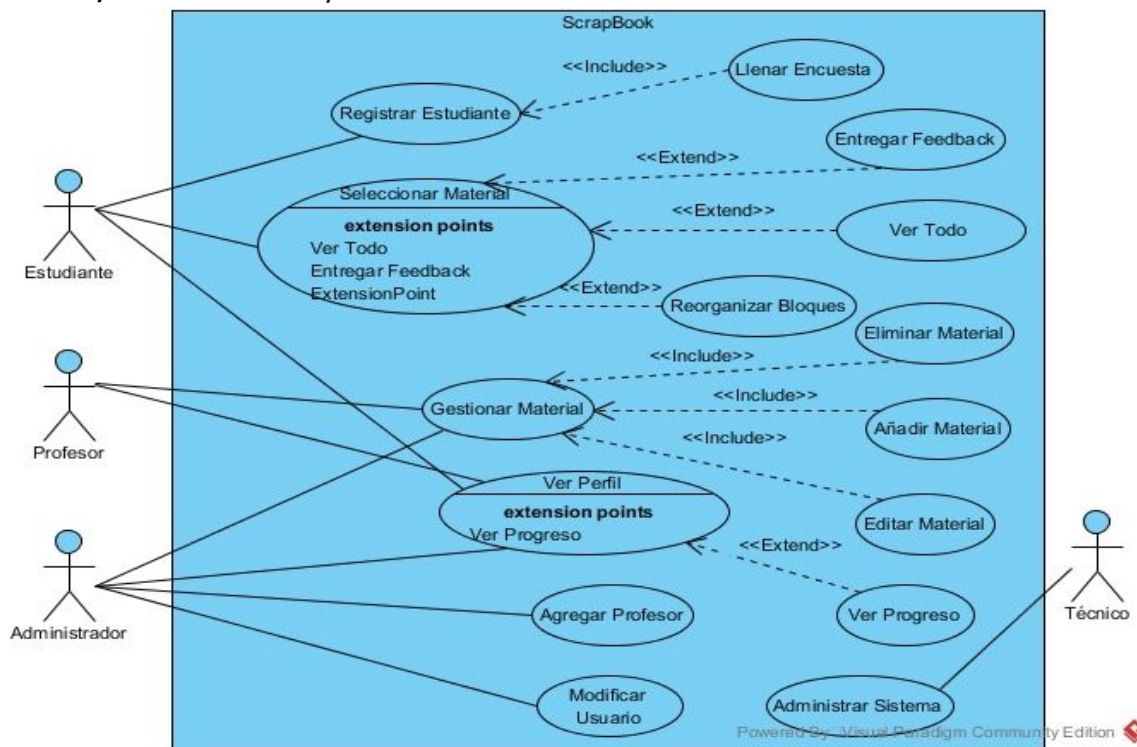 ScrapBook
<<Include>>
Llenar Encuesta
Registrar Estudiante
Entregar Feedback
<<Extend>>
Seleccionar Material
extension points
Ver Todo
Entregar Feedback
ExtensionPoint
<<Extend>>
Ver Todo
Estudiante
<<Extend>>
Reorganizar Bloques
Eliminar Material
<<Include>>
Gestionar Material
<<Include>>
Añadir Material
Profesor
<<Include>>
Ver Perfil
extension points
Ver Progreso
Editar Material
<<Extend>>
Administrador
Agregar Profesor
Ver Progreso
Técnico
Modificar
Usuario
Administrar Sistema
Powered By Visual Paradigm Community Edition